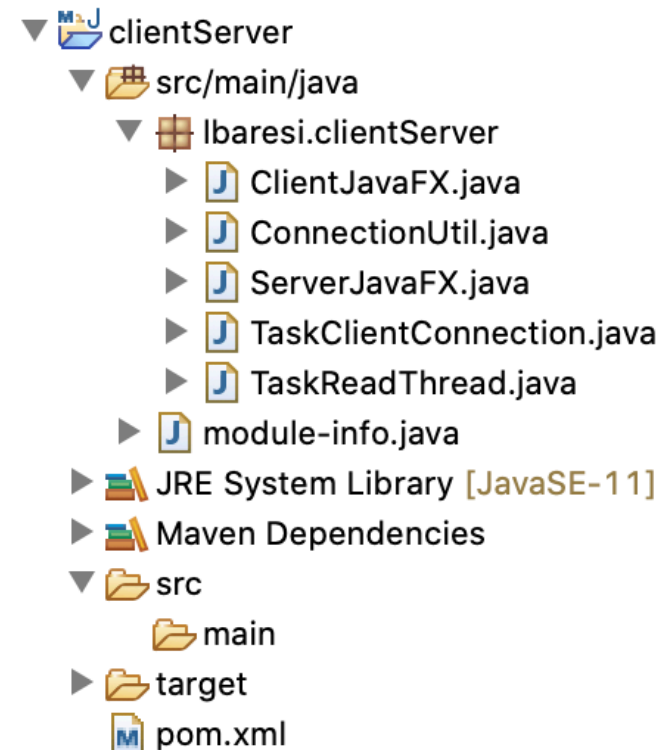 clientServer
src/main/java
lbaresi.clientServer
ClientJavaFX.java
ConnectionUtil.java
ServerJavaFX.java
TaskClientConnection.java
TaskReadThread.java
module-info.java
JRE System Library [JavaSE-11]
Maven Dependencies
src
main
target
pom.xml